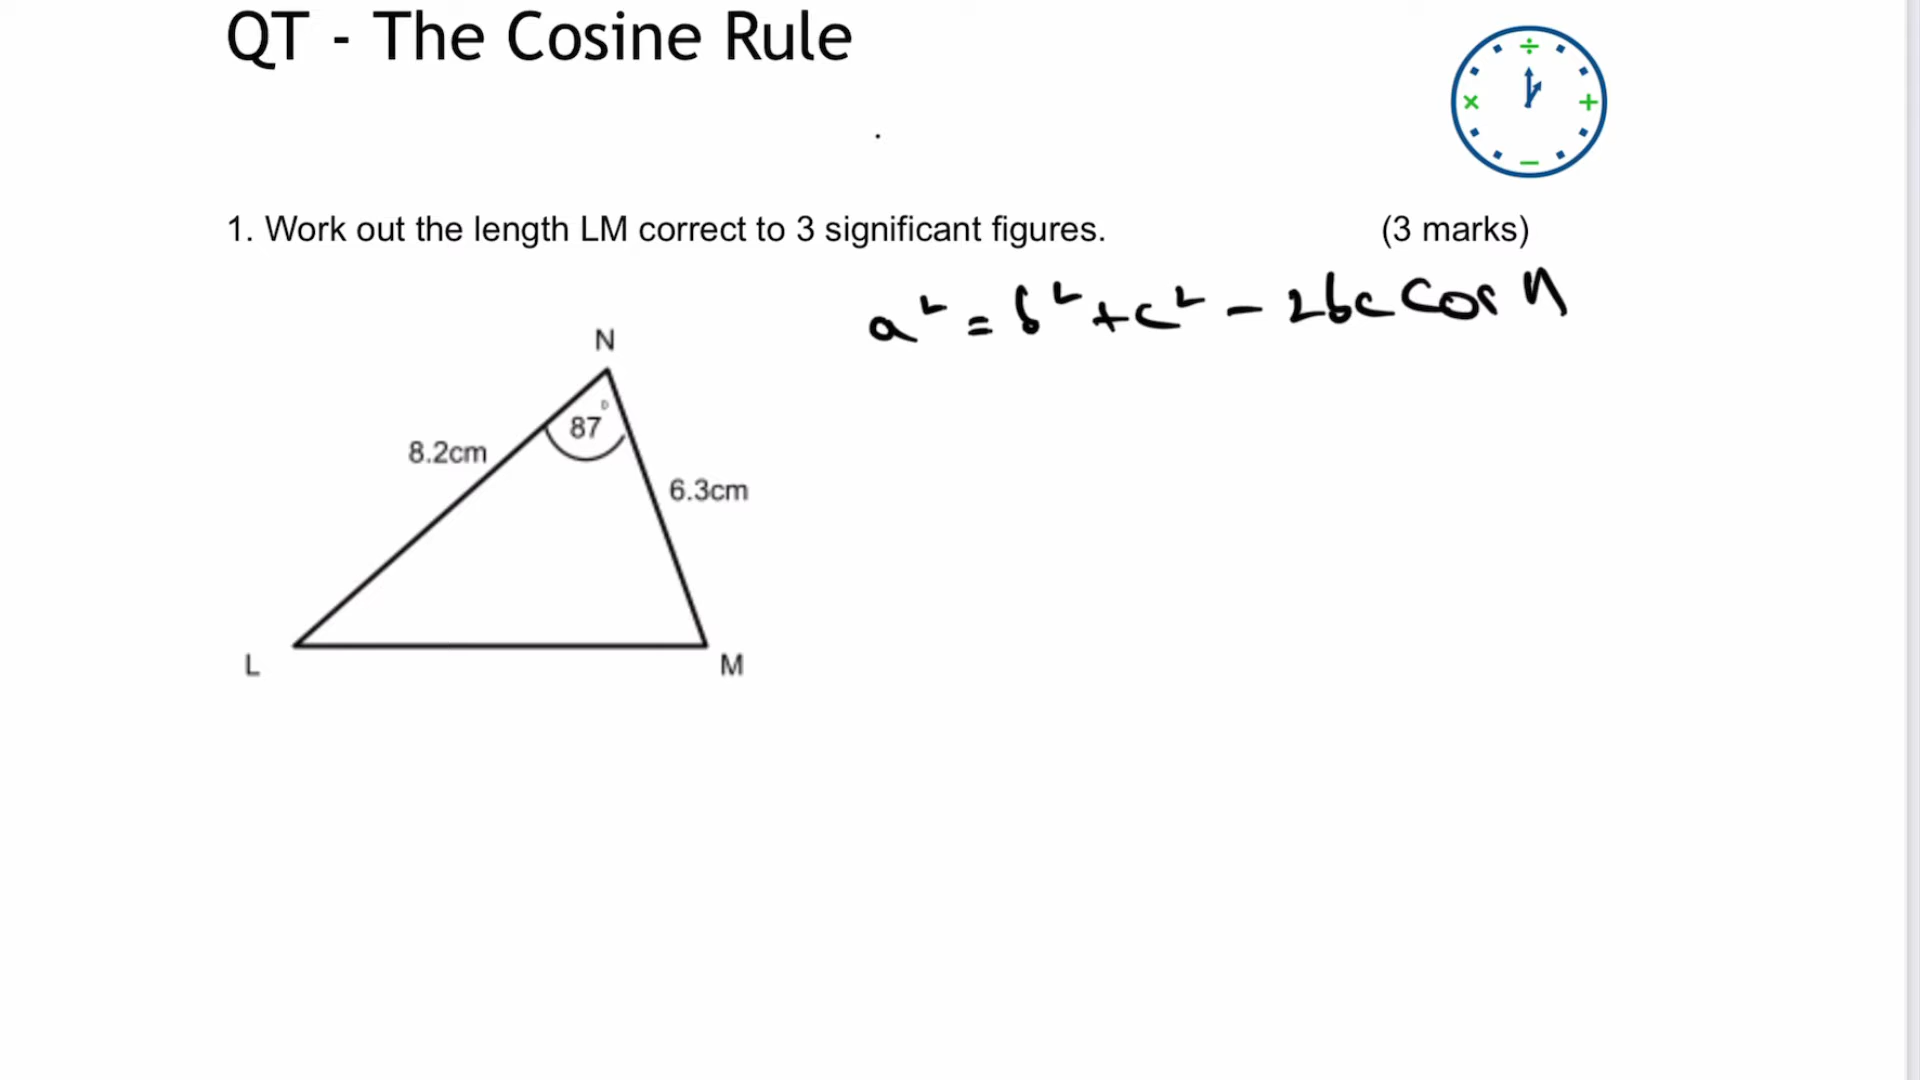 QT - The Cosine Rule
÷
× +
−
1. Work out the length LM correct to 3 significant figures. (3 marks)
a² = b² + c² - 2bc Cos A
N
87°
8.2cm
6.3cm
L M